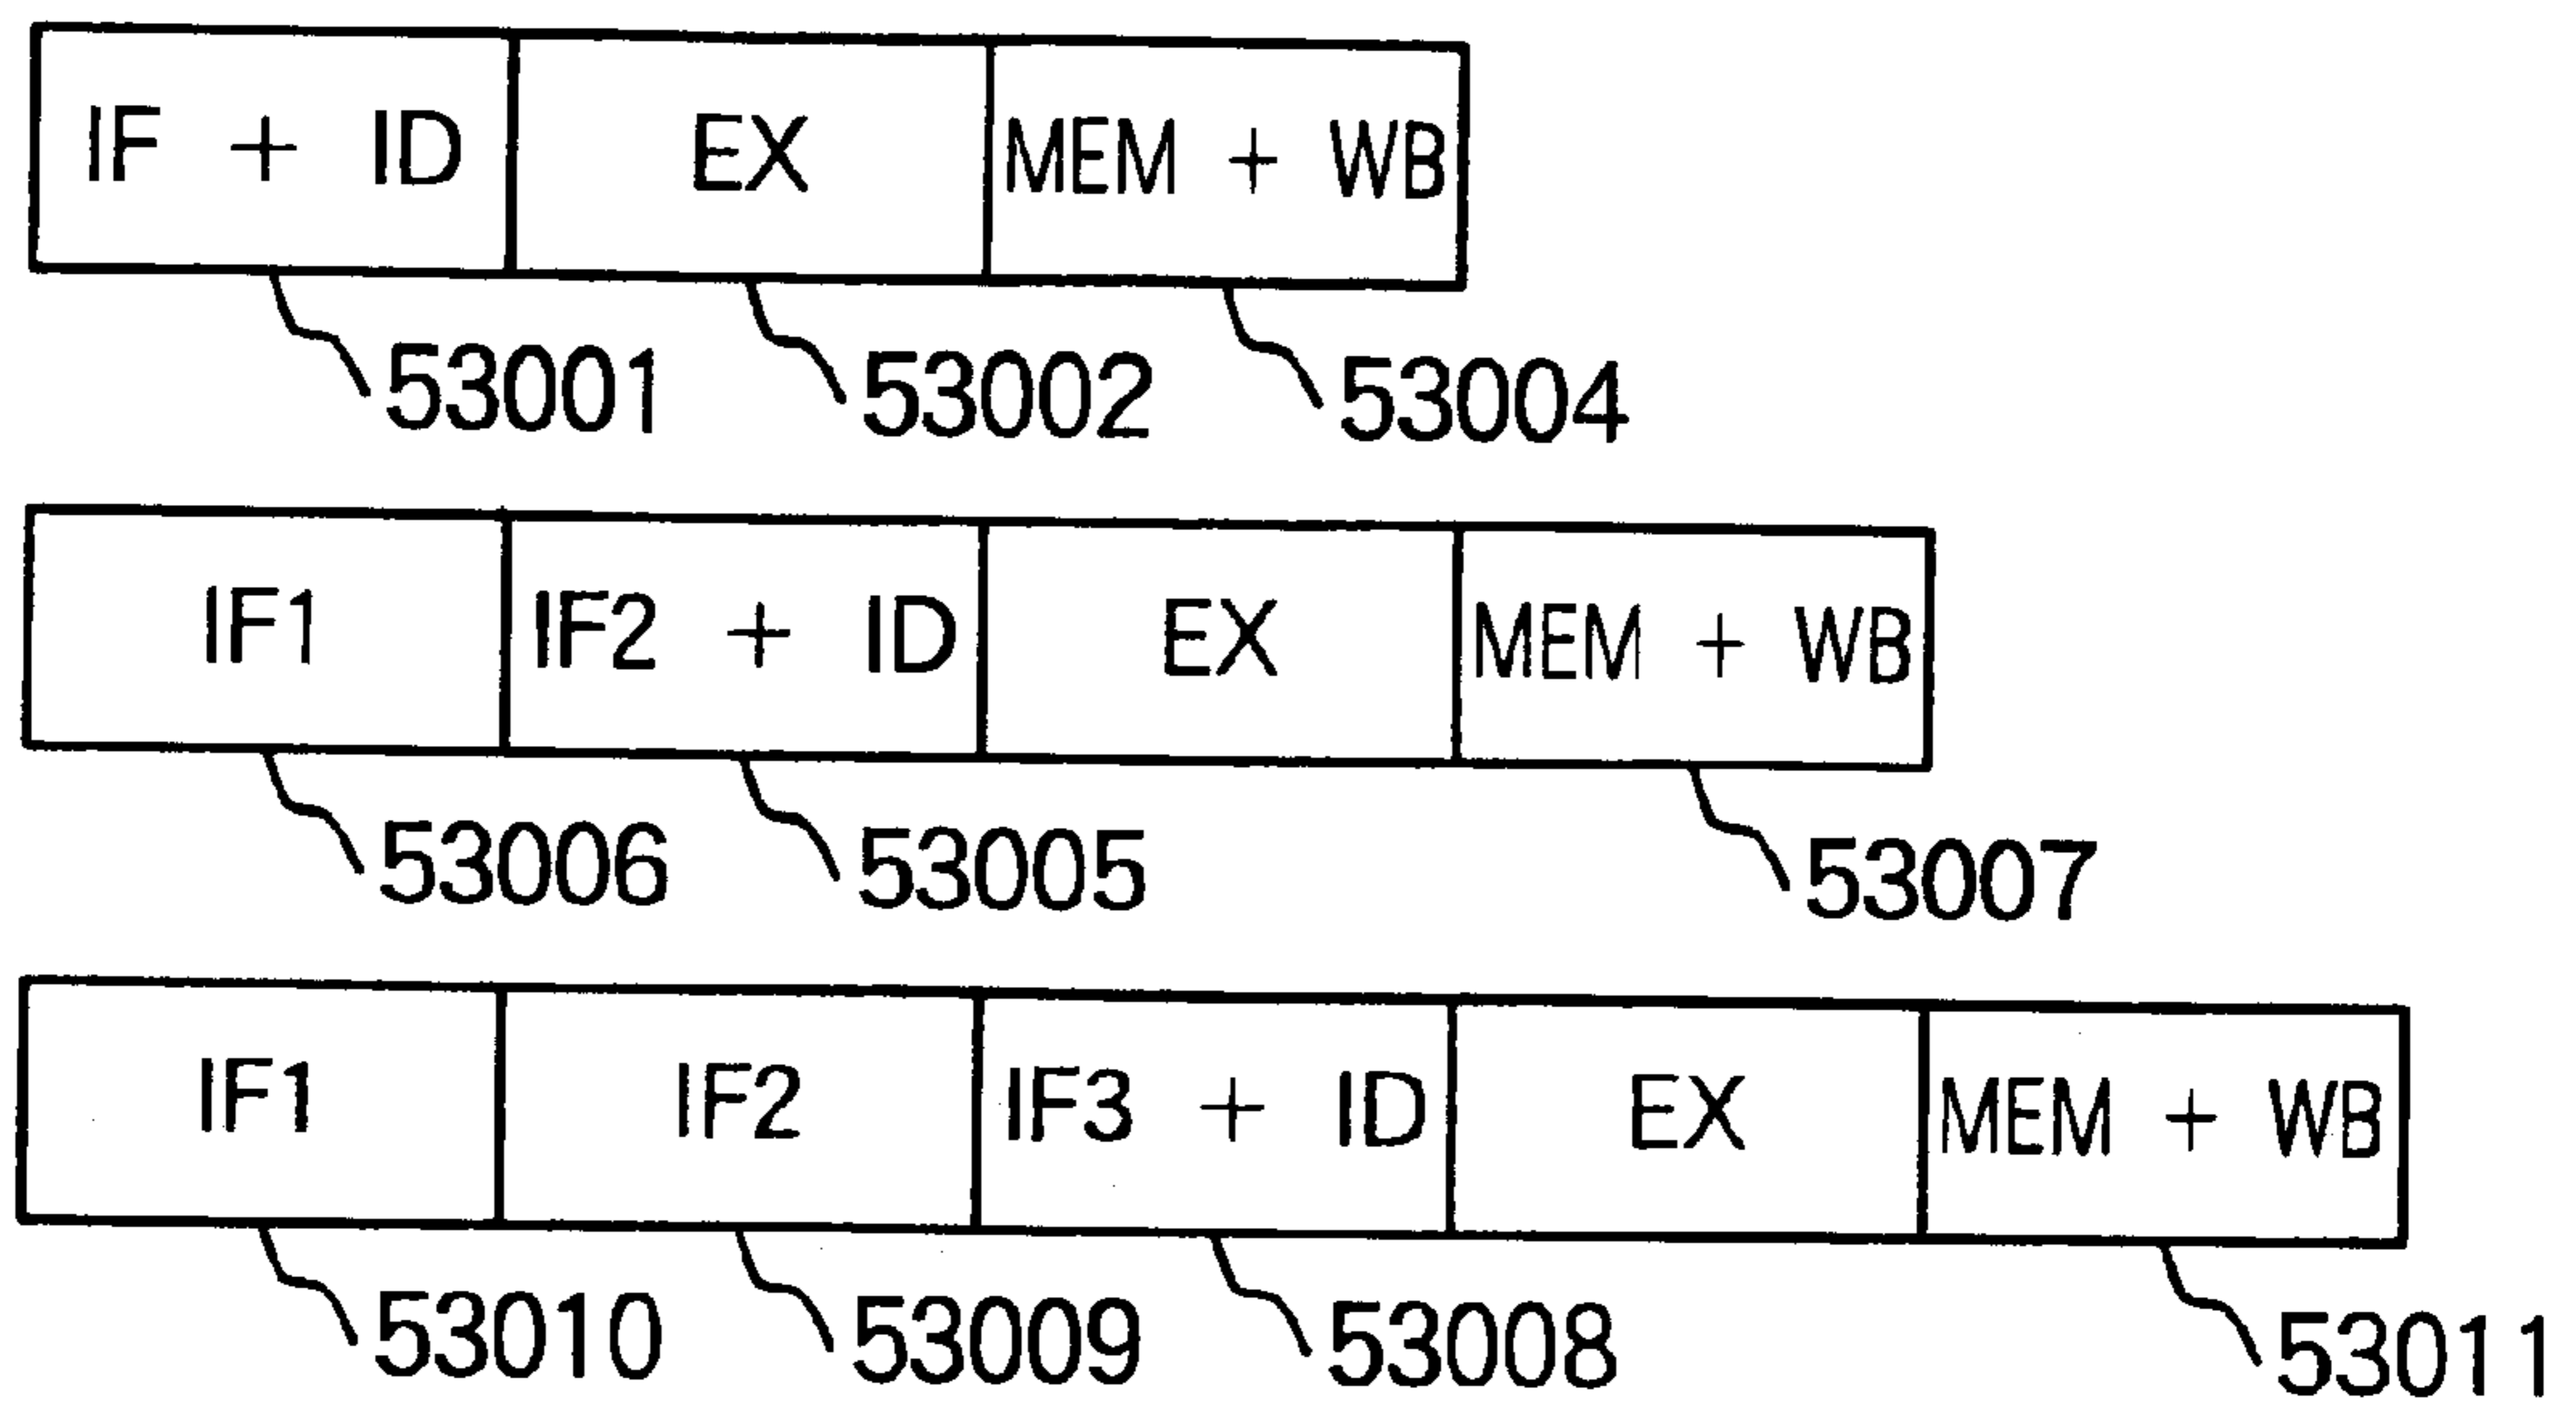 IF + ID EX MEM + WB
53001 53002 53004
IF1 IF2 + ID EX MEM + WB
53006 53005 53007
IF1 IF2 IF3 + ID EX MEM + WB
53010 53009 53008 53011